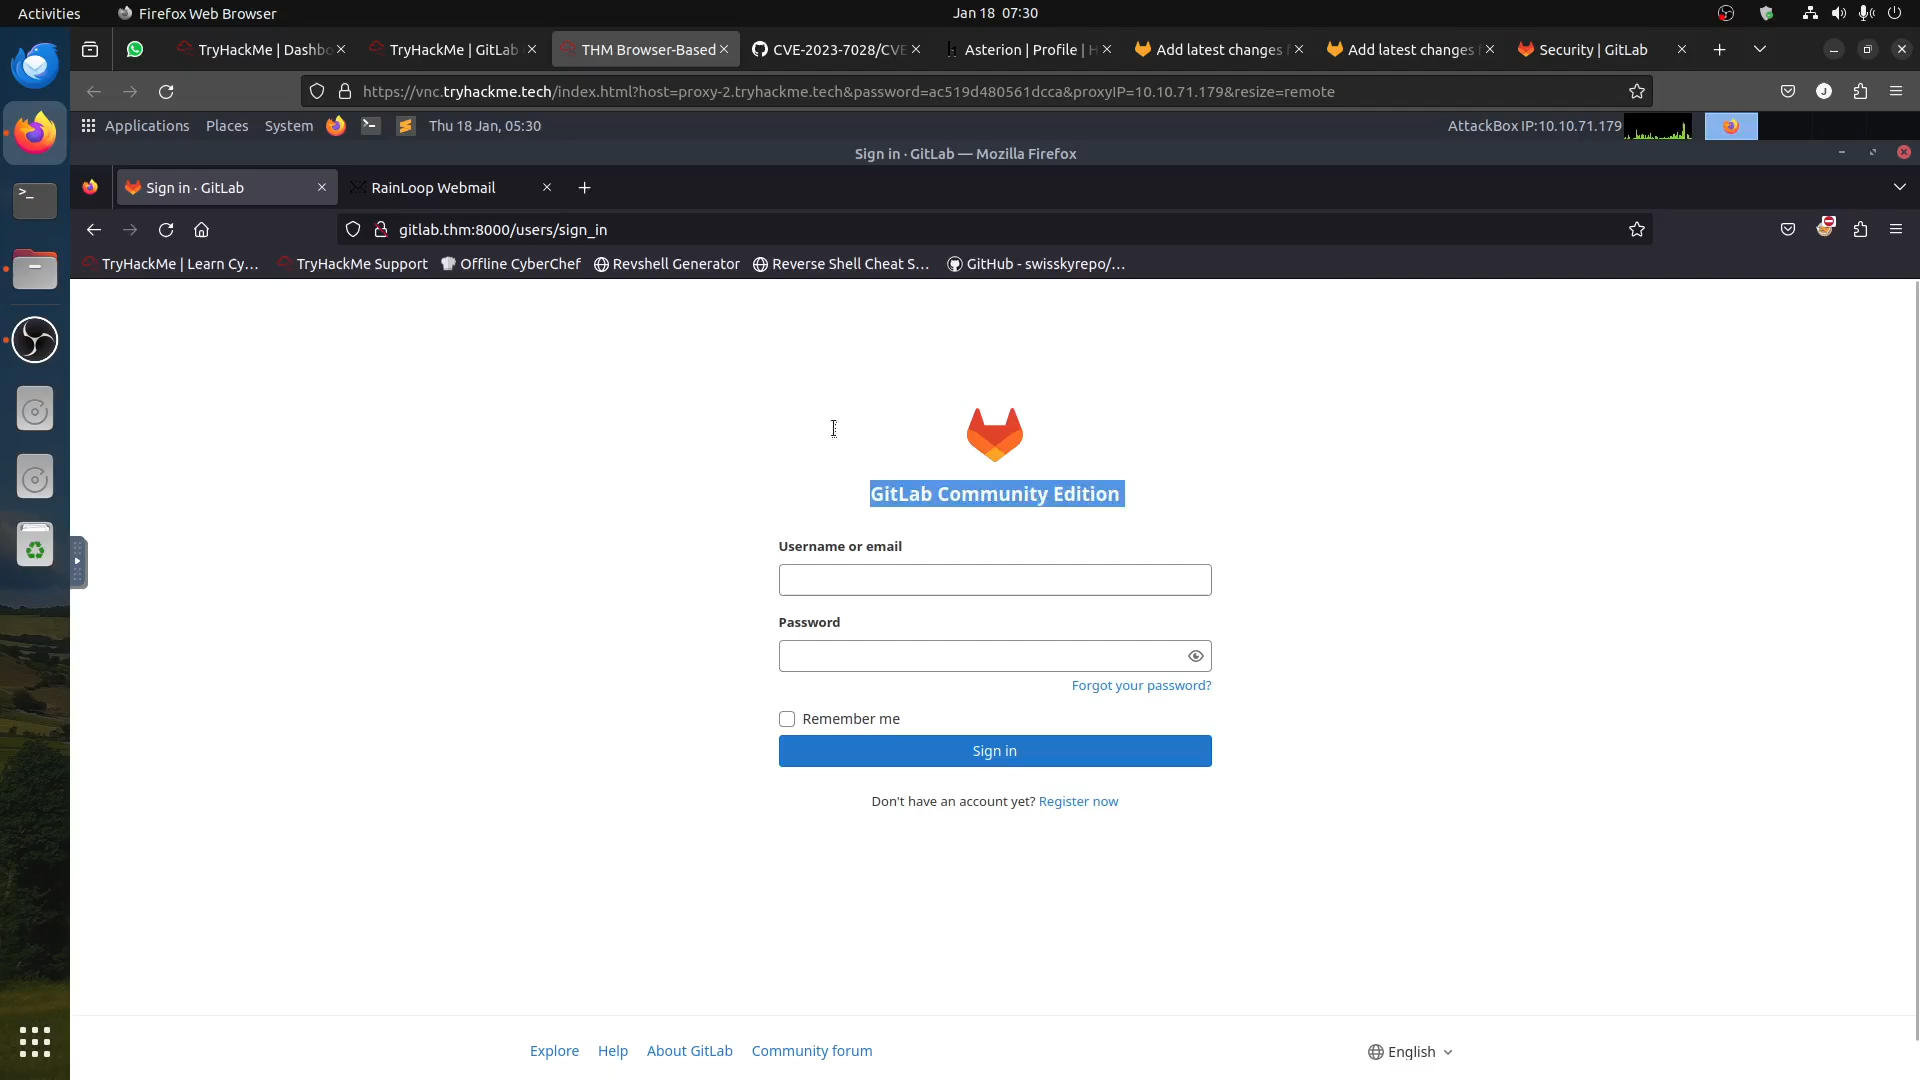 Activities
Firefox Web Browser
Jan 18 07:30
TryHackMe | Dashbo
TryHackMe | GitLab
THM Browser-Based
CVE-2023-7028/CVE
Asterion | Profile | H
Add latest changes f
Add latest changes f
Security | GitLab
https://vnc.tryhackme.tech/index.html?host=proxy-2.tryhackme.tech&password=ac519d480561dcca&proxyIP=10.10.71.179&resize=remote
J
Applications
Places
System
Thu 18 Jan, 05:30
AttackBox IP:10.10.71.179
Sign in · GitLab — Mozilla Firefox
Sign in · GitLab
RainLoop Webmail
gitlab.thm:8000/users/sign_in
TryHackMe | Learn Cy...
TryHackMe Support
Offline CyberChef
Revshell Generator
Reverse Shell Cheat S...
GitHub - swisskyrepo/...
GitLab Community Edition
Username or email
Password
Forgot your password?
Remember me
Sign in
Don't have an account yet? Register now
Explore
Help
About GitLab
Community forum
English